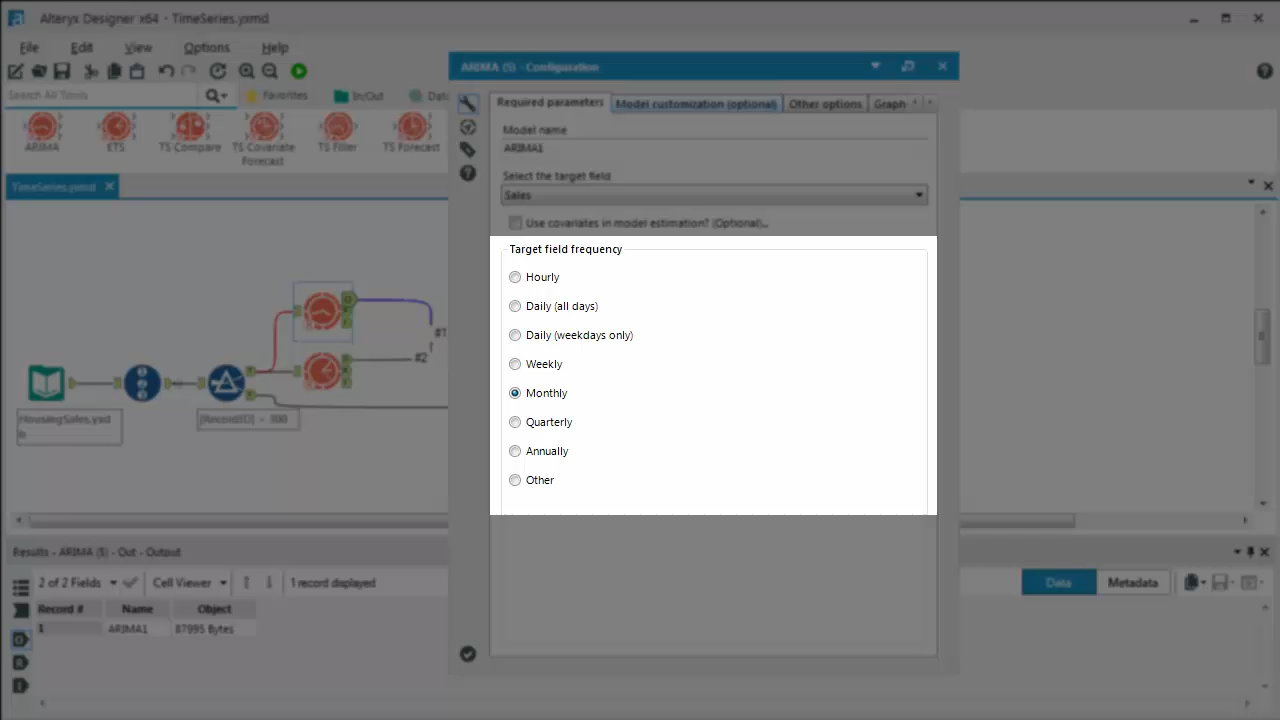 Alteryx Designer x64 - TimeSeries.yxmd
File Edit View Options Help
Search All Tools
Favorites In/Out Data
ARIMA ETS TS Compare TS Covariate Forecast TS Filler TS Forecast
TimeSeries.yxmd
HousingSales.yxdb
[RecordID] < 300
#1
#2
ARIMA (5) - Configuration
Required parameters Model customization (optional) Other options Graph
Model name
ARIMA1
Select the target field
Sales
Use covariates in model estimation? (Optional)...
Target field frequency
Hourly
Daily (all days)
Daily (weekdays only)
Weekly
Monthly
Quarterly
Annually
Other
Results - ARIMA (5) - Out - Output
2 of 2 Fields Cell Viewer 1 record displayed
Data Metadata
Record # Name Object
1 ARIMA1 87995 Bytes
O
R
I